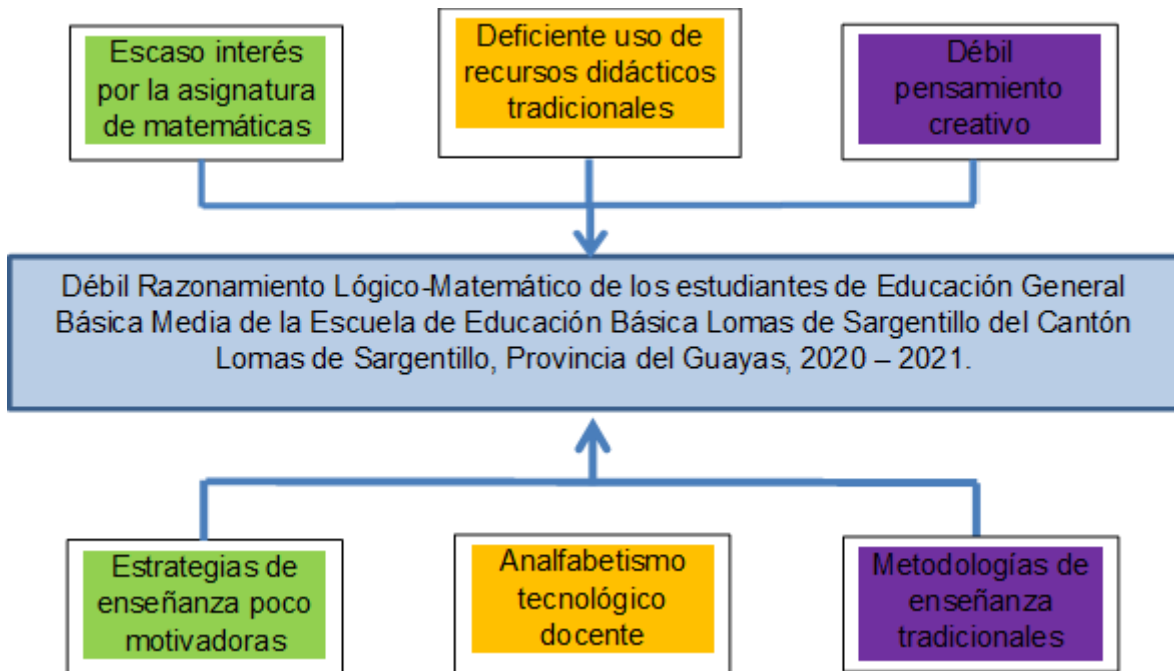 Escaso interés
por la asignatura
de matemáticas
Deficiente uso de
recursos didácticos
tradicionales
Débil
pensamiento
creativo
Débil Razonamiento Lógico-Matemático de los estudiantes de Educación General
Básica Media de la Escuela de Educación Básica Lomas de Sargentillo del Cantón
Lomas de Sargentillo, Provincia del Guayas, 2020 – 2021.
Estrategias de
enseñanza poco
motivadoras
Analfabetismo
tecnológico
docente
Metodologías de
enseñanza
tradicionales